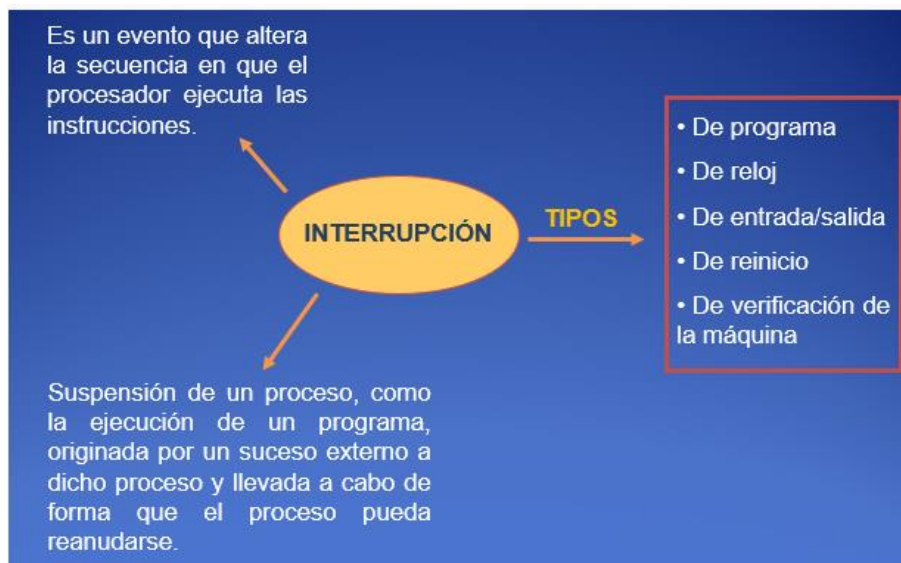 Es un evento que altera
la secuencia en que el
procesador ejecuta las
instrucciones.
INTERRUPCIÓN
TIPOS
• De programa
• De reloj
• De entrada/salida
• De reinicio
• De verificación de
la máquina
Suspensión de un proceso, como
la ejecución de un programa,
originada por un suceso externo a
dicho proceso y llevada a cabo de
forma que el proceso pueda
reanudarse.